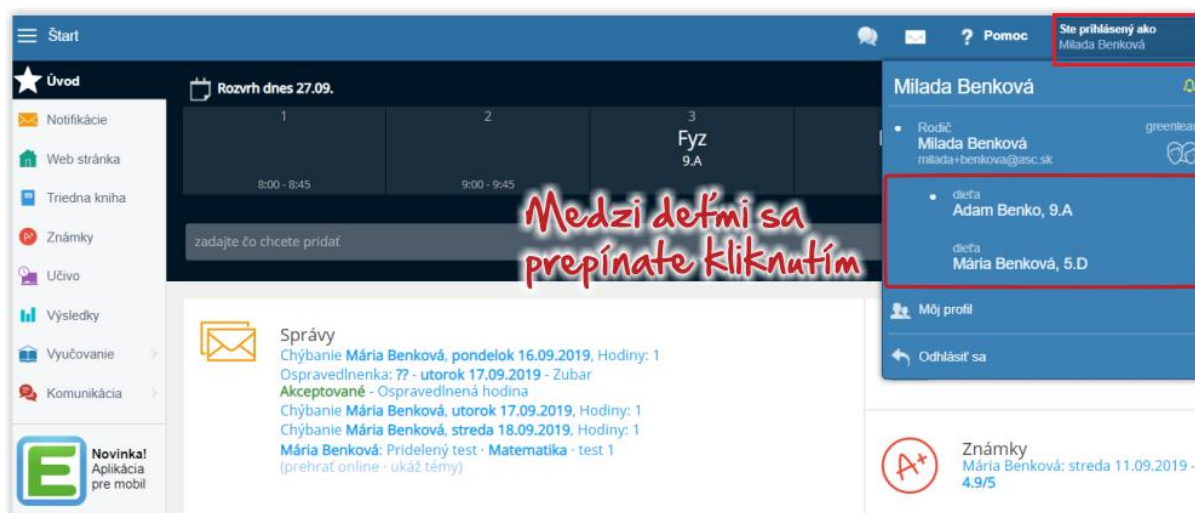 Štart
? Pomoc
Ste prihlásený ako
Milada Benková
Úvod
Notifikácie
Web stránka
Triedna kniha
Známky
Učivo
Výsledky
Vyučovanie
Komunikácia
Novinka!
Aplikácia
pre mobil
Rozvrh dnes 27.09.
1
2
3
Fyz
9.A
8:00 - 8:45
9:00 - 9:45
zadajte čo chcete pridať
Medzi deťmi sa
prepínate kliknutím
Milada Benková
Rodič
Milada Benková
milada+benkova@asc.sk
dieťa
Adam Benko, 9.A
dieťa
Mária Benková, 5.D
Môj profil
Odhlásiť sa
Správy
Chýbanie Mária Benková, pondelok 16.09.2019, Hodiny: 1
Ospravedlnenka: ?? - utorok 17.09.2019 - Zubar
Akceptované - Ospravedlnená hodina
Chýbanie Mária Benková, utorok 17.09.2019, Hodiny: 1
Chýbanie Mária Benková, streda 18.09.2019, Hodiny: 1
Mária Benková: Pridelený test · Matematika · test 1
(prehrať online · ukáž témy)
A+
Známky
Mária Benková: streda 11.09.2019 -
4.9/5